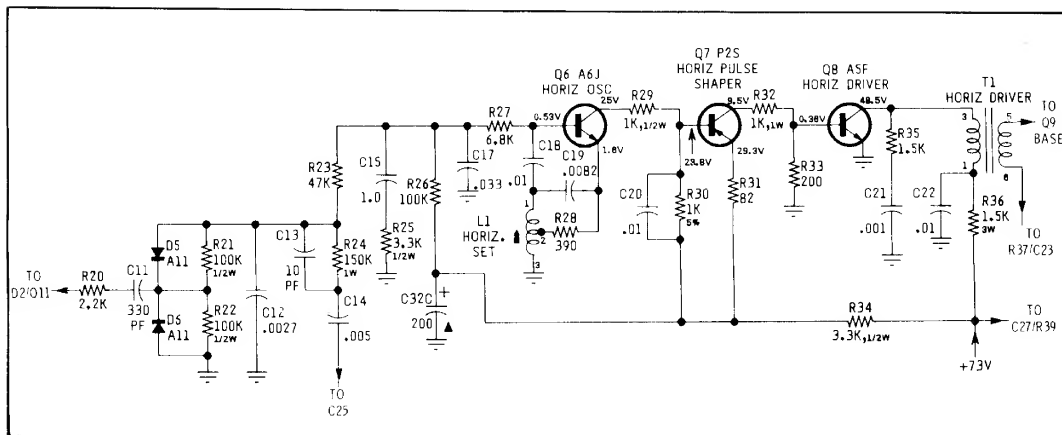 Q6 A6J
HORIZ OSC
Q7 P2S
HORIZ PULSE
SHAPER
Q8 A5F
HORIZ DRIVER
T1
HORIZ DRIVER
TO
Q9
BASE
25V
R29
1K,1/2W
9.5V
R32
1K,1W
48.5V
3
5
R27
6.8K
0.53V
0.38V
R35
1.5K
R23
47K
C15
1.0
R26
100K
C17
.033
C18
.01
C19
.0082
1.8V
23.8V
29.3V
R33
200
1
6
C20
.01
R30
1K
5%
R31
82
C21
.001
C22
.01
R36
1.5K
3W
1
L1
HORIZ.
SET
2
3
R28
390
TO
R37/C23
D5
A11
R21
100K
1/2W
C13
10
PF
R24
150K
1W
R25
3.3K
1/2W
TO
D2/Q11
R20
2.2K
C11
330
PF
D6
A11
R22
100K
1/2W
C12
.0027
C14
.005
C32C
200
+
R34
3.3K,1/2W
TO
C27/R39
+73V
TO
C25